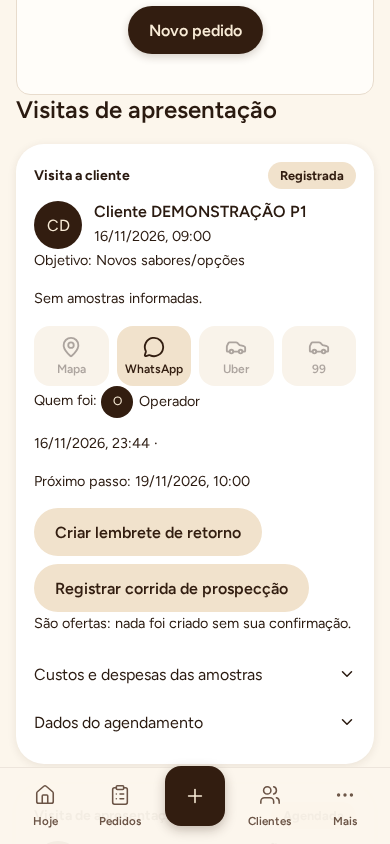 Novo pedido
Visitas de apresentação
Visita a cliente
Registrada
CD
Cliente DEMONSTRAÇÃO P1
16/11/2026, 09:00
Objetivo: Novos sabores/opções
Sem amostras informadas.
Mapa
WhatsApp
Uber
99
Quem foi: O Operador
16/11/2026, 23:44 ·
Próximo passo: 19/11/2026, 10:00
Criar lembrete de retorno
Registrar corrida de prospecção
São ofertas: nada foi criado sem sua confirmação.
Custos e despesas das amostras
Dados do agendamento
Hoje
Pedidos
Clientes
Mais